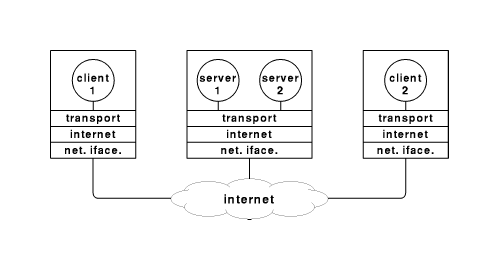 client
1
transport
internet
net. iface.
server
1
server
2
transport
internet
net. iface.
client
2
transport
internet
net. iface.
internet